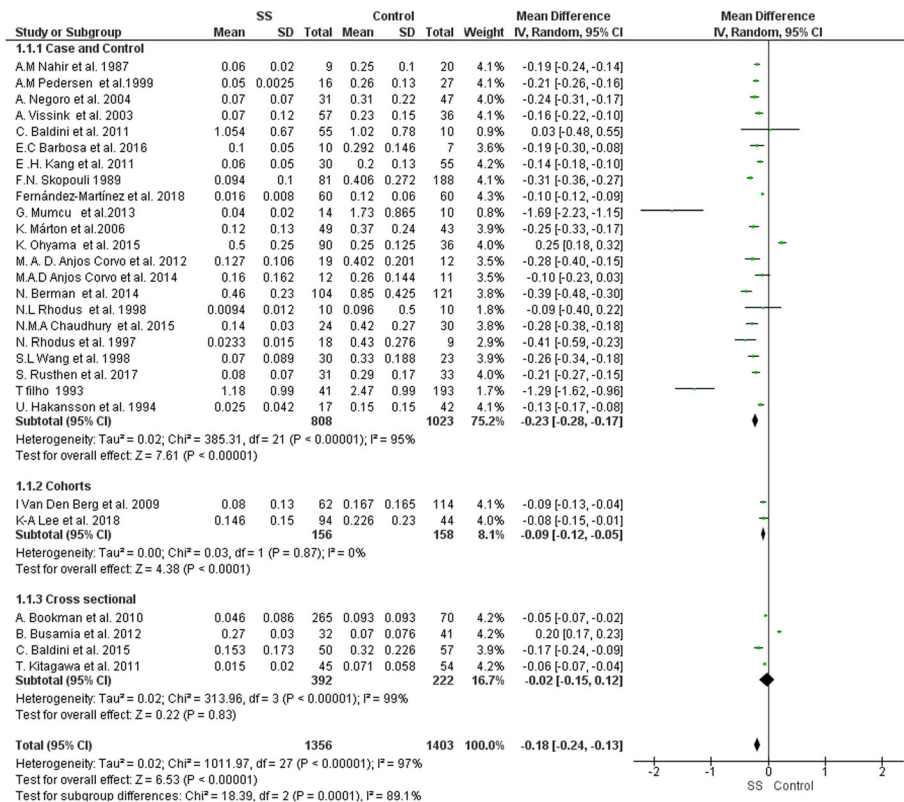 SS Control Mean Difference Mean Difference
Study or Subgroup Mean SD Total Mean SD Total Weight IV, Random, 95% CI IV, Random, 95% CI
1.1.1 Case and Control
A.M Nahir et al. 1987 0.06 0.02 9 0.25 0.1 20 4.1% -0.19 [-0.24, -0.14]
A.M Pedersen et al.1999 0.05 0.0025 16 0.26 0.13 27 4.1% -0.21 [-0.26, -0.16]
A. Negoro et al. 2004 0.07 0.07 31 0.31 0.22 47 4.0% -0.24 [-0.31, -0.17]
A. Vissink et al. 2003 0.07 0.12 57 0.23 0.15 36 4.1% -0.16 [-0.22, -0.10]
C. Baldini et al. 2011 1.054 0.67 55 1.02 0.78 10 0.9% 0.03 [-0.48, 0.55]
E.C Barbosa et al. 2016 0.1 0.05 10 0.292 0.146 7 3.7% -0.19 [-0.30, -0.08]
E .H. Kang et al. 2011 0.06 0.05 30 0.2 0.13 55 4.1% -0.14 [-0.18, -0.10]
F.N. Skopouli 1989 0.094 0.1 81 0.406 0.272 188 4.1% -0.31 [-0.36, -0.27]
Fernández-Martínez et al. 2018 0.016 0.008 60 0.12 0.06 60 4.2% -0.10 [-0.12, -0.09]
G. Mumcu et al.2013 0.04 0.02 14 1.73 0.865 10 0.8% -1.69 [-2.23, -1.15]
K. Márton et al.2006 0.12 0.13 49 0.37 0.24 43 4.0% -0.25 [-0.33, -0.17]
K. Ohyama et al. 2015 0.5 0.25 90 0.25 0.125 36 4.0% 0.25 [0.18, 0.32]
M. A. D. Anjos Corvo et al. 2012 0.127 0.106 19 0.402 0.201 12 3.6% -0.28 [-0.40, -0.15]
M.A.D Anjos Corvo et al. 2014 0.16 0.162 12 0.26 0.144 11 3.6% -0.10 [-0.23, 0.03]
N. Berman et al. 2014 0.46 0.23 104 0.85 0.425 121 3.9% -0.39 [-0.48, -0.30]
N.L Rhodus et al. 1998 0.0094 0.012 10 0.096 0.5 10 1.9% -0.09 [-0.40, 0.22]
N.M.A Chaudhury et al. 2015 0.14 0.03 24 0.42 0.27 30 3.8% -0.28 [-0.38, -0.18]
N. Rhodus et al. 1997 0.0233 0.015 18 0.43 0.276 9 3.1% -0.41 [-0.59, -0.23]
S.L Wang et al. 1998 0.07 0.089 30 0.33 0.188 23 3.9% -0.26 [-0.34, -0.18]
S. Rusthen et al. 2017 0.08 0.07 31 0.29 0.17 33 4.0% -0.21 [-0.27, -0.15]
T filho 1993 1.18 0.99 41 2.47 0.99 193 1.7% -1.29 [-1.62, -0.96]
U. Hakansson et al. 1994 0.025 0.042 17 0.15 0.15 42 4.1% -0.13 [-0.17, -0.08]
Subtotal (95% CI) 808 1023 75.2% -0.23 [-0.28, -0.17]
Heterogeneity: Tau² = 0.02; Chi² = 385.31, df = 21 (P < 0.00001); I² = 95%
Test for overall effect: Z = 7.61 (P < 0.00001)
1.1.2 Cohorts
I Van Den Berg et al. 2009 0.08 0.13 62 0.167 0.165 114 4.1% -0.09 [-0.13, -0.04]
K-A Lee et al. 2018 0.146 0.15 94 0.226 0.23 44 4.0% -0.08 [-0.15, -0.01]
Subtotal (95% CI) 156 158 8.1% -0.09 [-0.12, -0.05]
Heterogeneity: Tau² = 0.00; Chi² = 0.03, df = 1 (P = 0.87); I² = 0%
Test for overall effect: Z = 4.38 (P < 0.0001)
1.1.3 Cross sectional
A. Bookman et al. 2010 0.046 0.086 265 0.093 0.093 70 4.2% -0.05 [-0.07, -0.02]
B. Busamia et al. 2012 0.27 0.03 32 0.07 0.076 41 4.2% 0.20 [0.17, 0.23]
C. Baldini et al. 2015 0.153 0.173 50 0.32 0.226 57 4.0% -0.17 [-0.24, -0.09]
T. Kitagawa et al. 2011 0.015 0.02 45 0.071 0.058 54 4.2% -0.06 [-0.07, -0.04]
Subtotal (95% CI) 392 222 16.7% -0.02 [-0.15, 0.12]
Heterogeneity: Tau² = 0.02; Chi² = 313.96, df = 3 (P < 0.00001); I² = 99%
Test for overall effect: Z = 0.22 (P = 0.83)
Total (95% CI) 1356 1403 100.0% -0.18 [-0.24, -0.13]
Heterogeneity: Tau² = 0.02; Chi² = 1011.97, df = 27 (P < 0.00001); I² = 97%
Test for overall effect: Z = 6.53 (P < 0.00001)
Test for subgroup differences: Chi² = 18.39, df = 2 (P = 0.0001), I² = 89.1%
-2 -1 0 1 2
SS Control